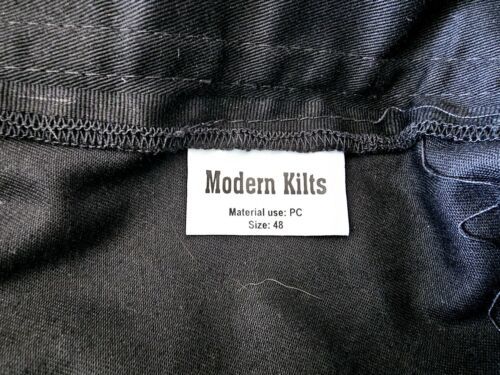 Modern Kilts
Material use: PC
Size: 48